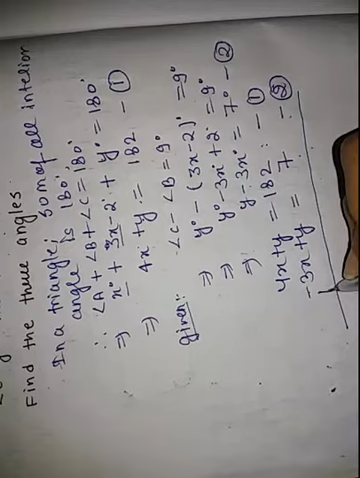 Find the three angles
In a triangle, Sum of all interior
angle is 180°
∴ ∠A + ∠B + ∠C = 180°
⇒ x° + 3x - 2 + y° = 180°
⇒ 4x + y = 182 - ①
given:- ∠C - ∠B = 9°
⇒ y° - (3x - 2)° = 9°
⇒ y° - 3x + 2 = 9°
⇒ y - 3x° = 7° - ②
4x + y = 182 : - ①
-3x + y = 7 - ②